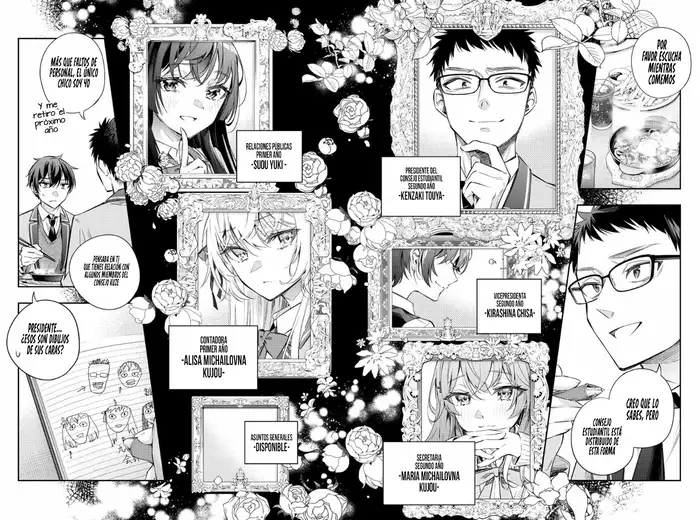 POR
FAVOR ESCUCHA
MIENTRAS
COMEMOS
CREO QUE LO
SABES, PERO
CONSEJO
ESTUDIANTIL ESTÁ
DISTRIBUIDO DE
ESTA FORMA
PRESIDENTE DEL
CONSEJO ESTUDIANTIL
SEGUNDO AÑO
-KENZAKI TOUYA-
VICEPRESIDENTA
SEGUNDO AÑO
-KIRASHINA CHISA-
SECRETARIA
SEGUNDO AÑO
-MARIA MICHAILOVNA
KUJOU-
RELACIONES PÚBLICAS
PRIMER AÑO
-SUOU YUKI-
CONTADORA
PRIMER AÑO
-ALISA MICHAILOVNA
KUJOU-
ASUNTOS GENERALES
-DISPONIBLE-
MÁS QUE FALTOS DE
PERSONAL, EL ÚNICO
CHICO SOY YO
Y me
retiro el
próximo
año
PENSABA EN TI
QUE TIENES RELACIÓN CON
ALGUNOS MIEMBROS DEL
CONSEJO KUZE
PRESIDENTE...
¿ESOS SON DIBUJOS
DE SUS CARAS?